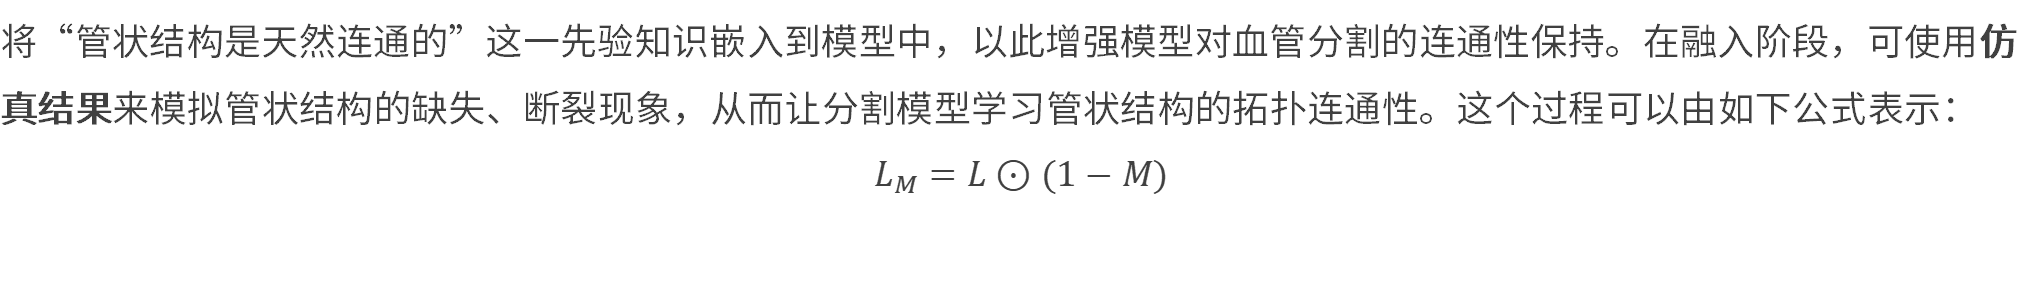 将“管状结构是天然连通的”这一先验知识嵌入到模型中，以此增强模型对血管分割的连通性保持。在融入阶段，可使用仿
真结果来模拟管状结构的缺失、断裂现象，从而让分割模型学习管状结构的拓扑连通性。这个过程可以由如下公式表示：
L_M = L ⊙ (1 − M)